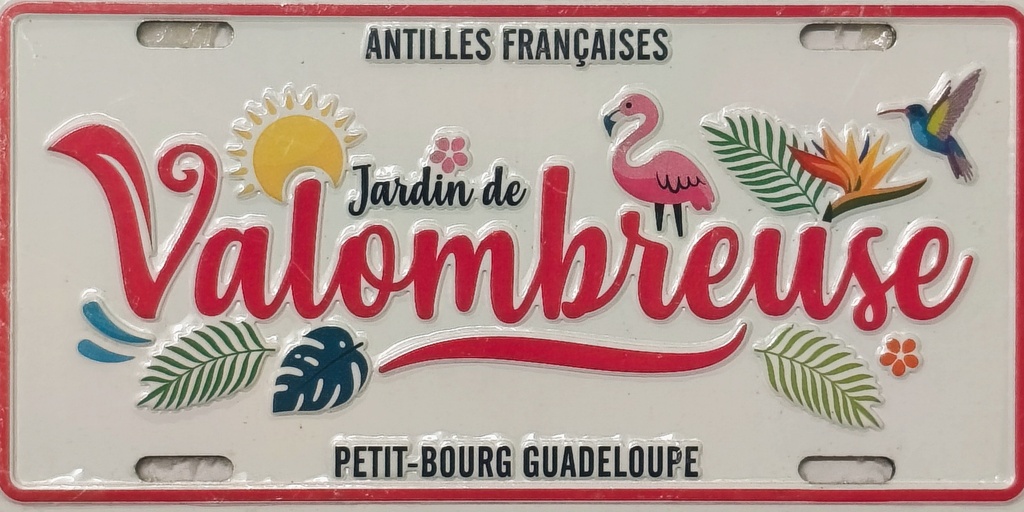 ANTILLES FRANÇAISES
Jardin de
Valombreuse
PETIT-BOURG GUADELOUPE